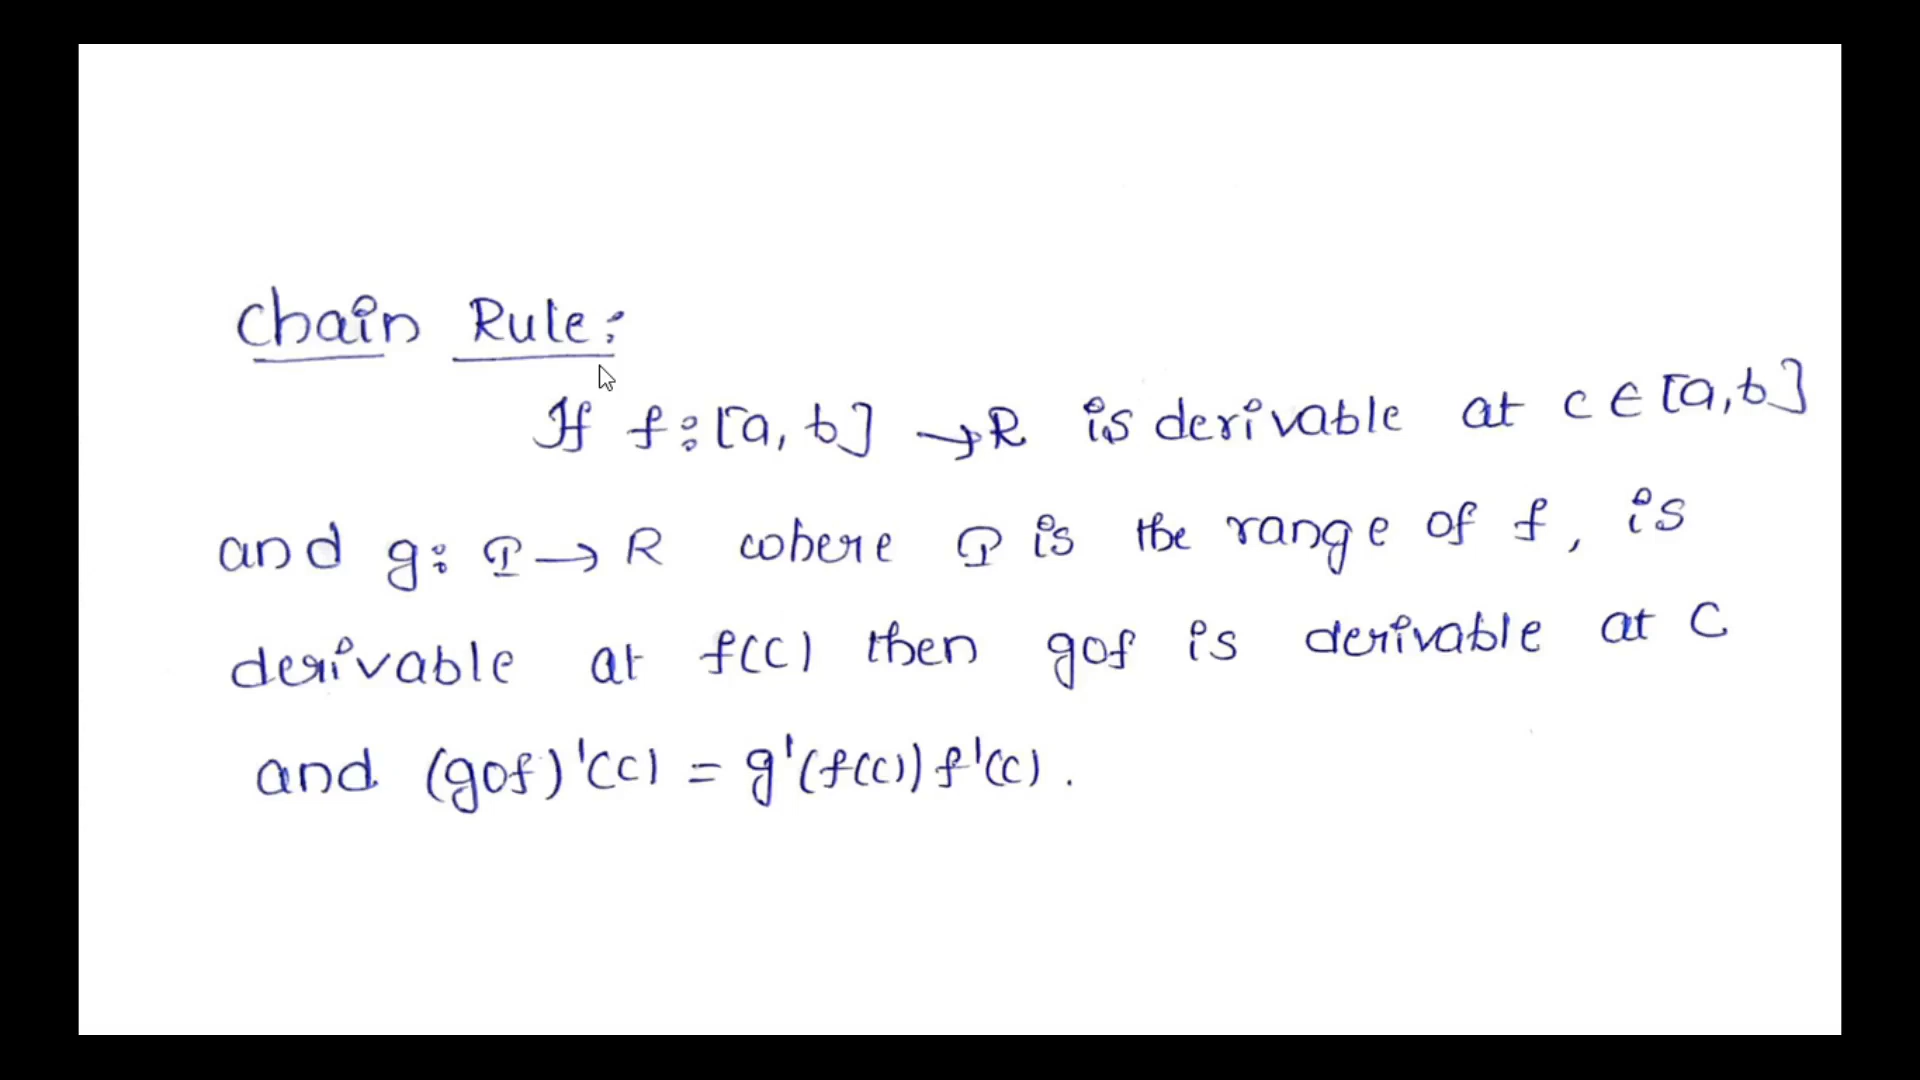 Chain Rule:
If f:[a, b] →R is derivable at c ∈ [a,b]
and g: I → R where I is the range of f, is
derivable at f(c) then gof is derivable at c
and (gof)'(c) = g'(f(c)) f'(c).